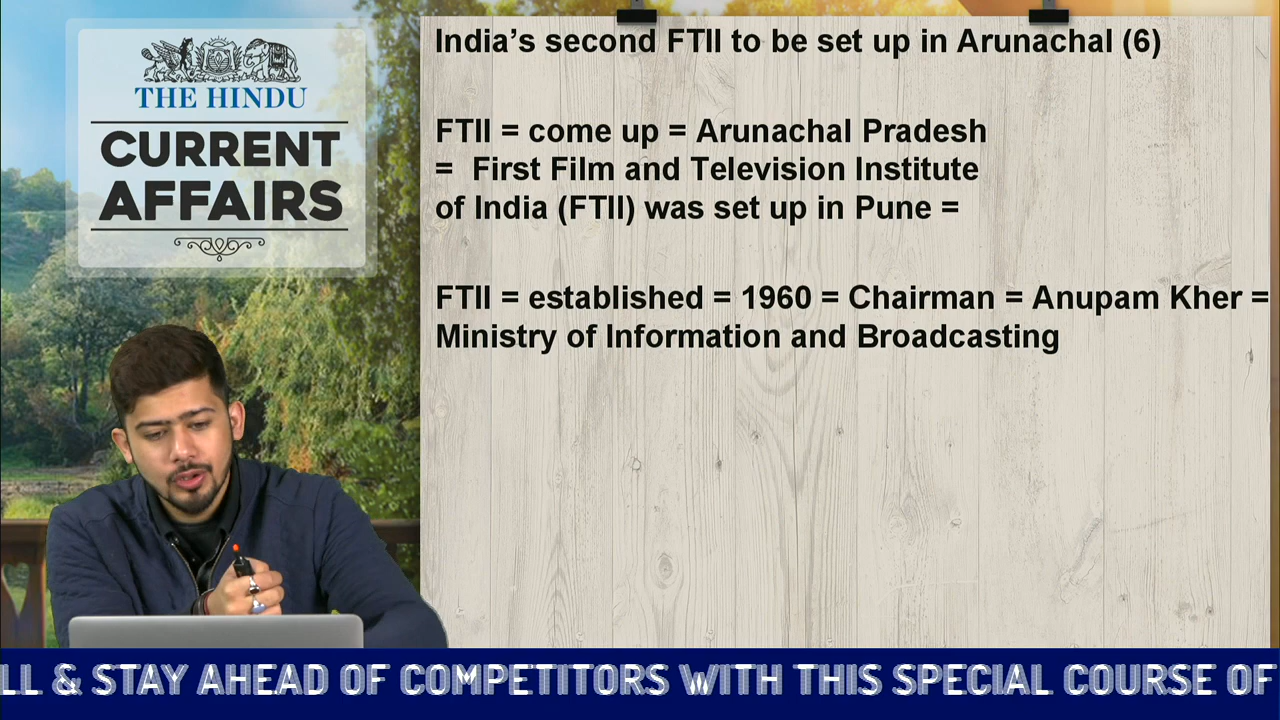 THE HINDU
CURRENT
AFFAIRS
India's second FTII to be set up in Arunachal (6)
FTII = come up = Arunachal Pradesh
= First Film and Television Institute
of India (FTII) was set up in Pune =
FTII = established = 1960 = Chairman = Anupam Kher =
Ministry of Information and Broadcasting
LL & STAY AHEAD OF COMPETITORS WITH THIS SPECIAL COURSE OF